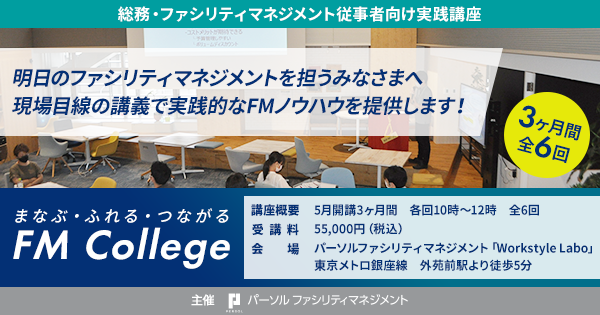 総務・ファシリティマネジメント従事者向け実践講座
明日のファシリティマネジメントを担うみなさまへ
現場目線の講義で実践的なFMノウハウを提供します!
3ヶ月間
全6回
まなぶ・ふれる・つながる
FM College
講座概要 5月開講3ヶ月間 各回10時〜12時 全6回
受講料 55,000円(税込)
会場 パーソルファシリティマネジメント「Workstyle Labo」
東京メトロ銀座線 外苑前駅より徒歩5分
主催 PERSOL パーソル ファシリティマネジメント